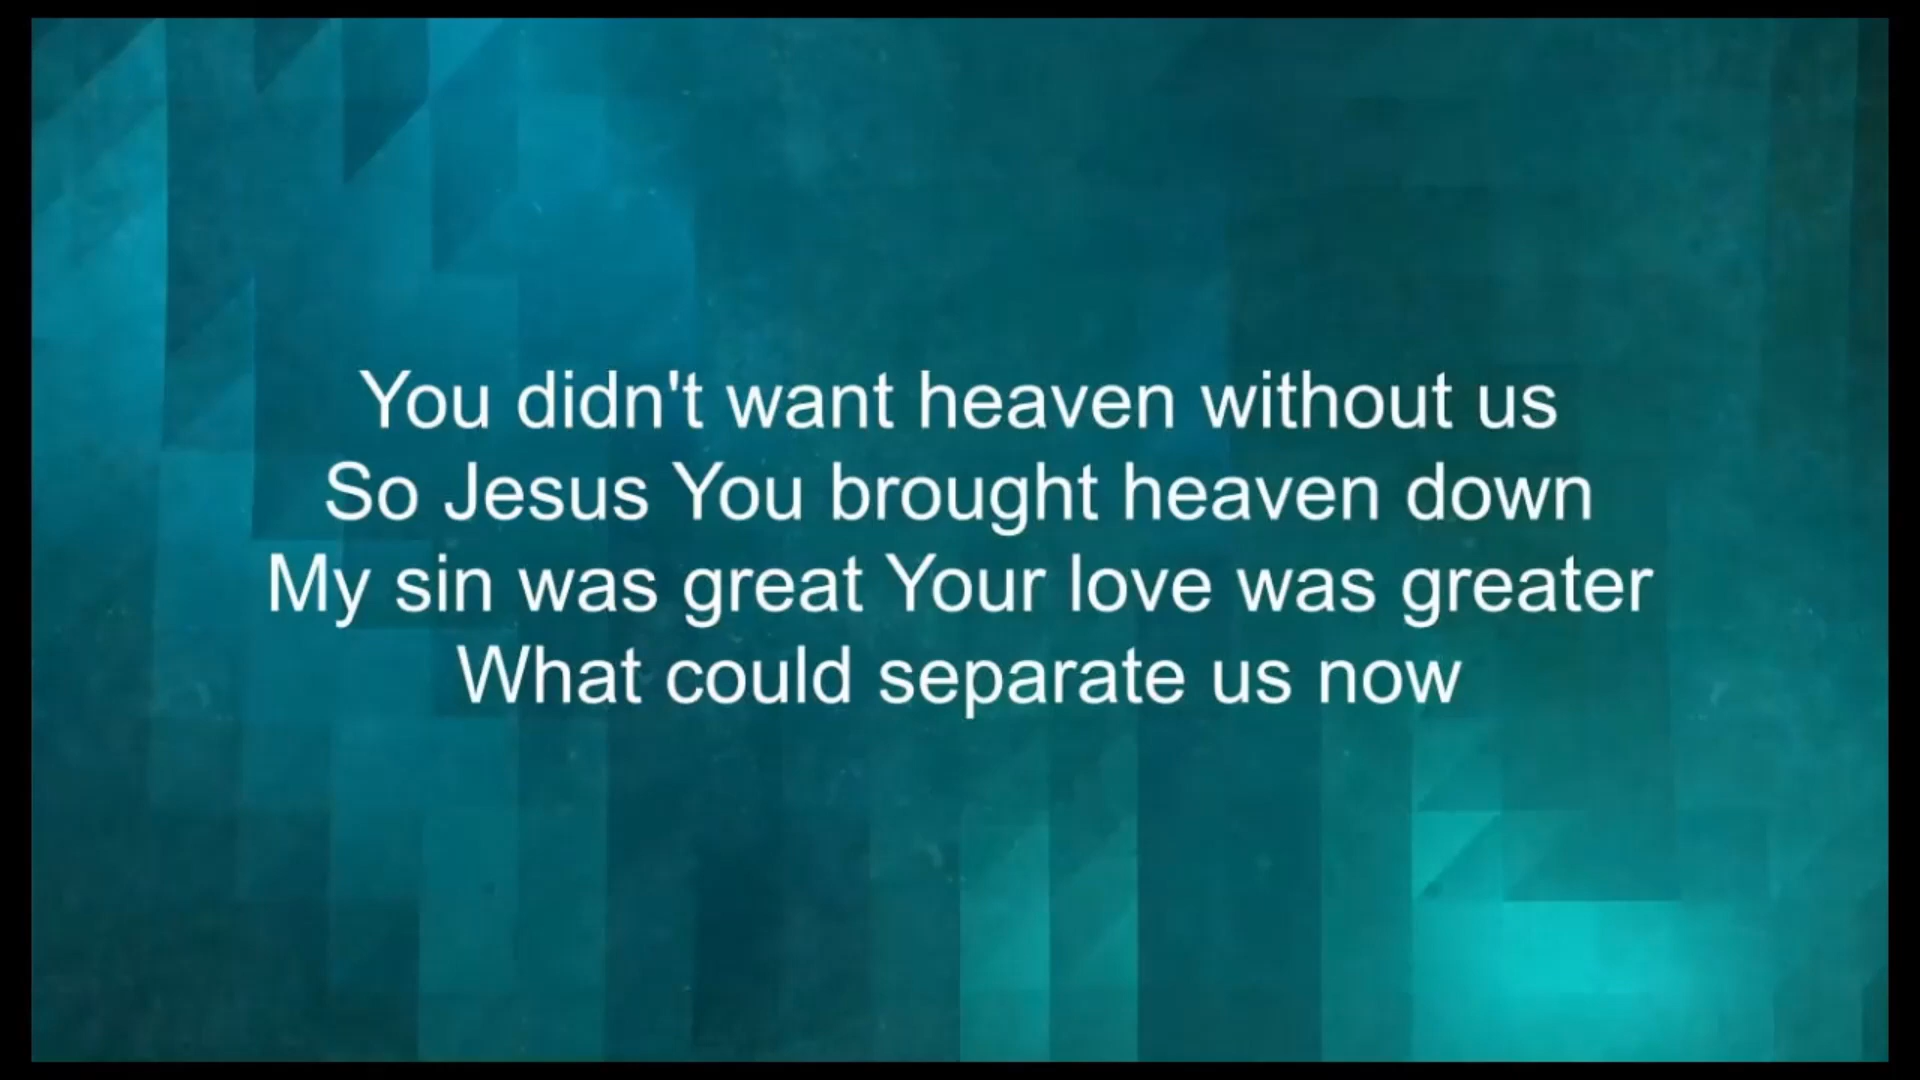 You didn't want heaven without us
So Jesus You brought heaven down
My sin was great Your love was greater
What could separate us now